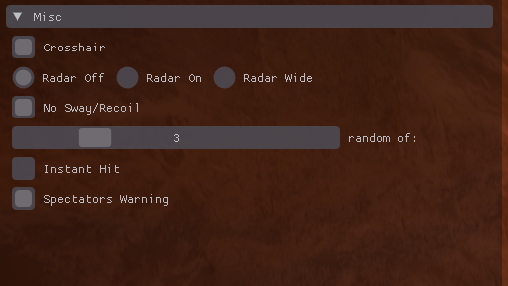 Misc
Crosshair
Radar Off Radar On Radar Wide
No Sway/Recoil
3 random of:
Instant Hit
Spectators Warning